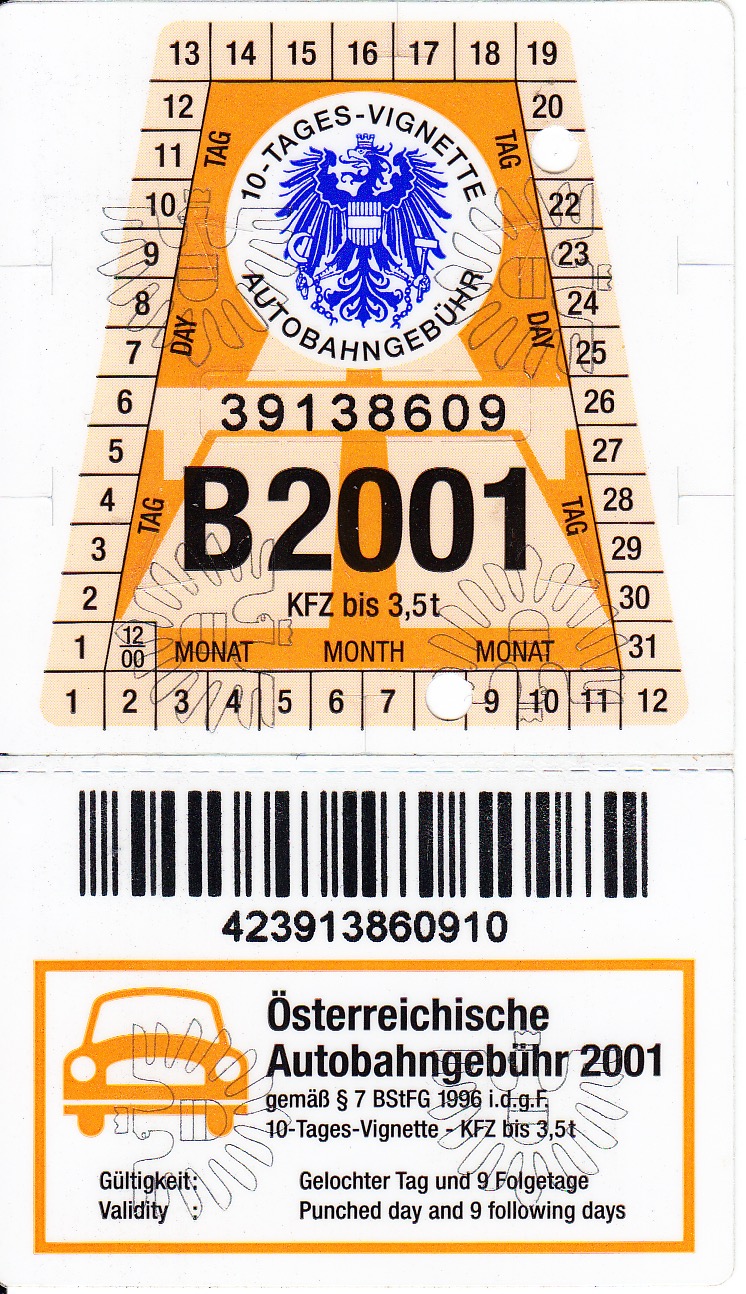 13 14 15 16 17 18 19
12 20
11 TAG 10-TAGES-VIGNETTE TAG
10 22
9 23
8 24
7 DAY AUTOBAHNGEBÜHR DAY 25
6 39138609 26
5 27
4 TAG B2001 TAG 28
3 29
2 KFZ bis 3,5t 30
1 12/00 MONAT MONTH MONAT 31
1 2 3 4 5 6 7 9 10 11 12
423913860910
Österreichische
Autobahngebühr 2001
gemäß § 7 BStFG 1996 i.d.g.F.
10-Tages-Vignette - KFZ bis 3,5t
Gültigkeit: Gelochter Tag und 9 Folgetage
Validity : Punched day and 9 following days